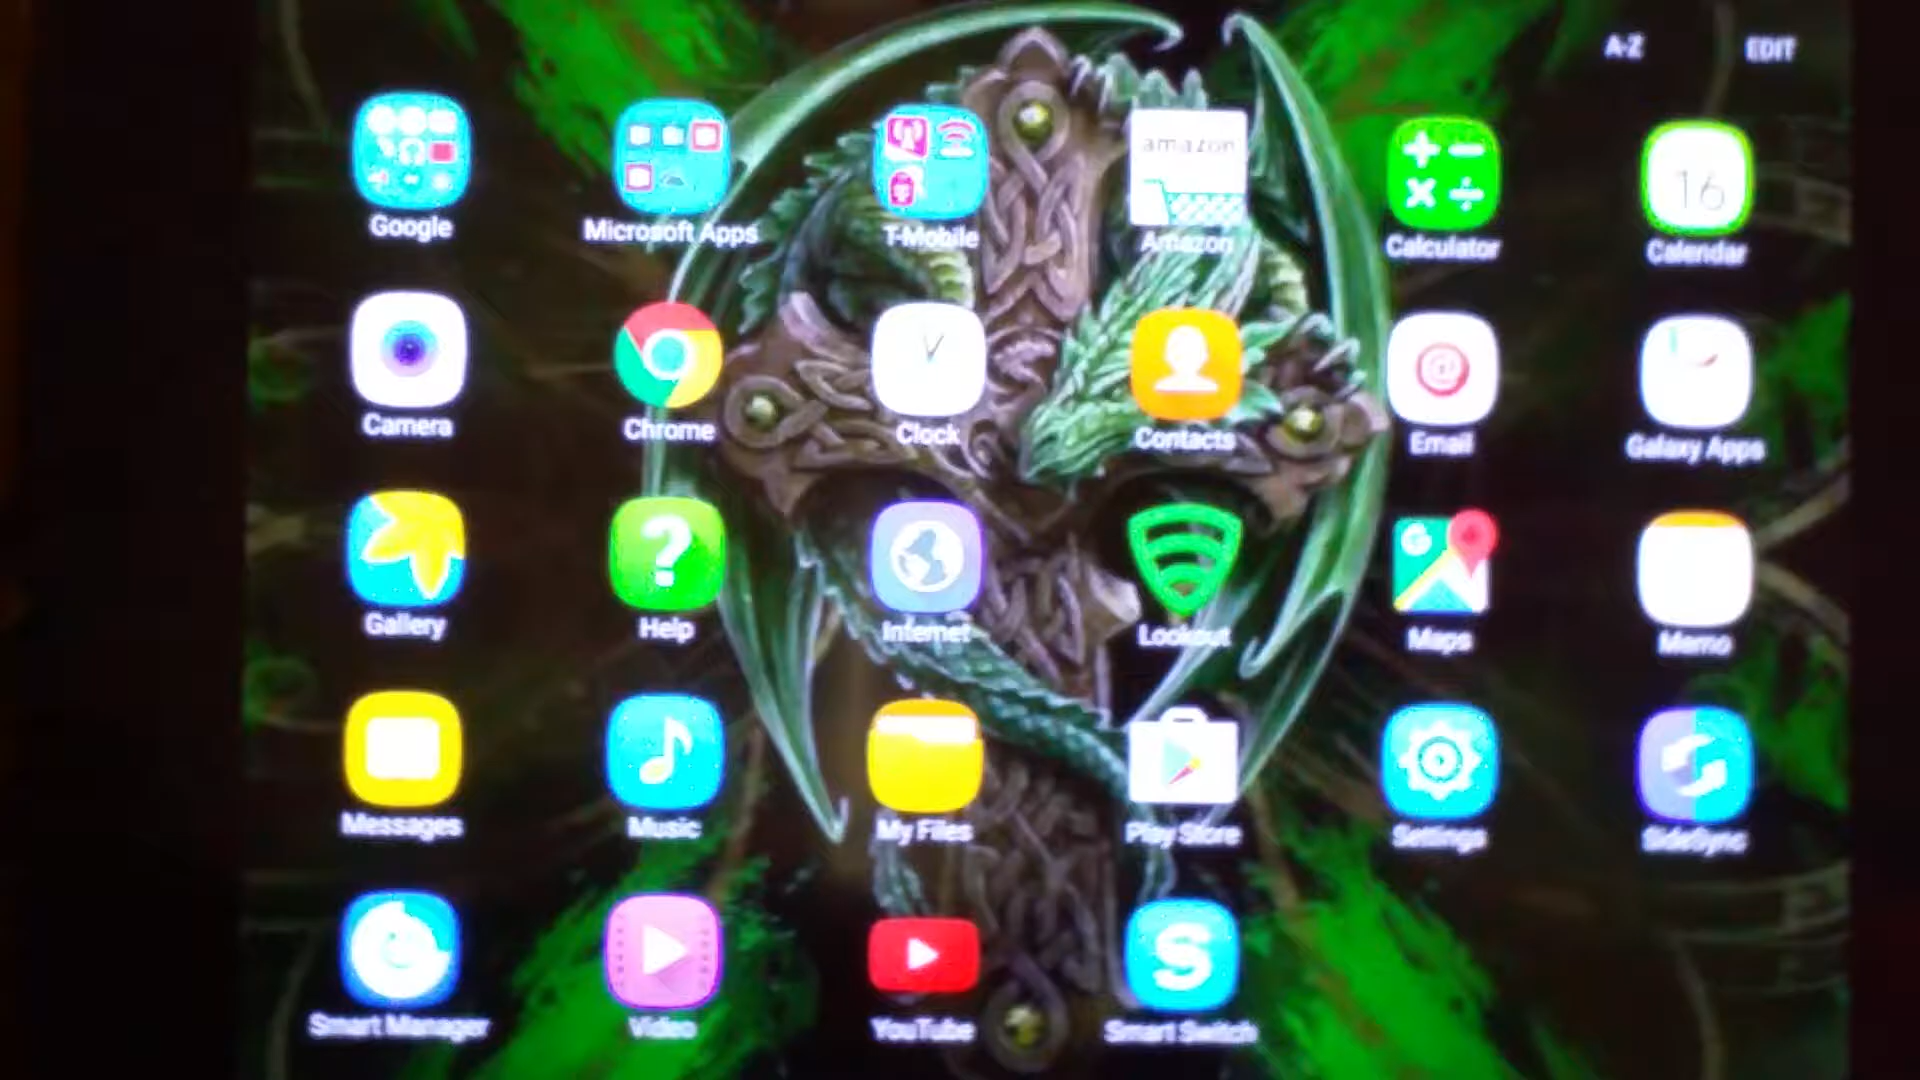 A-Z EDIT
Google Microsoft Apps T-Mobile amazon Amazon Calculator 16 Calendar
Camera Chrome Clock Contacts @ Email Galaxy Apps
Gallery ? Help Internet Lookout G Maps Memo
Messages Music My Files Play Store Settings SideSync
Smart Manager Video YouTube S Smart Switch